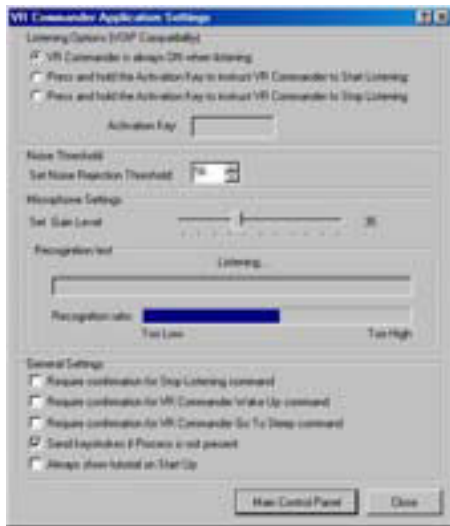 VR Commander Application Settings
Listening Options (VOIP Compatibility)
VR Commander is always ON when listening
Press and hold the Activation Key to instruct VR Commander to Start Listening
Press and hold the Activation Key to instruct VR Commander to Stop Listening
Activation Key
Noise Threshold
Set Noise Rejection Threshold
Microphone Settings
Set Gain Level
Recognition test
Listening...
Recognition ratio
Too Low Too High
General Settings
Require confirmation for Stop Listening command
Require confirmation for VR Commander Wake Up command
Require confirmation for VR Commander Go To Sleep command
Send keystrokes if Process is not present
Always show tutorial on Start Up
Main Control Panel Close